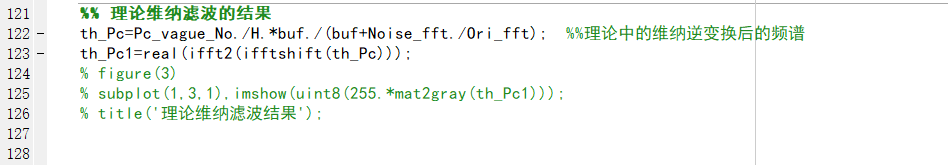 121 %% 理论维纳滤波的结果
122 - th_Pc=Pc_vague_No./H.*buf./(buf+Noise_fft./Ori_fft); %%理论中的维纳逆变换后的频谱
123 - th_Pc1=real(ifft2(ifftshift(th_Pc)));
124 % figure(3)
125 % subplot(1,3,1),imshow(uint8(255.*mat2gray(th_Pc1)));
126 % title('理论维纳滤波结果');
127
128